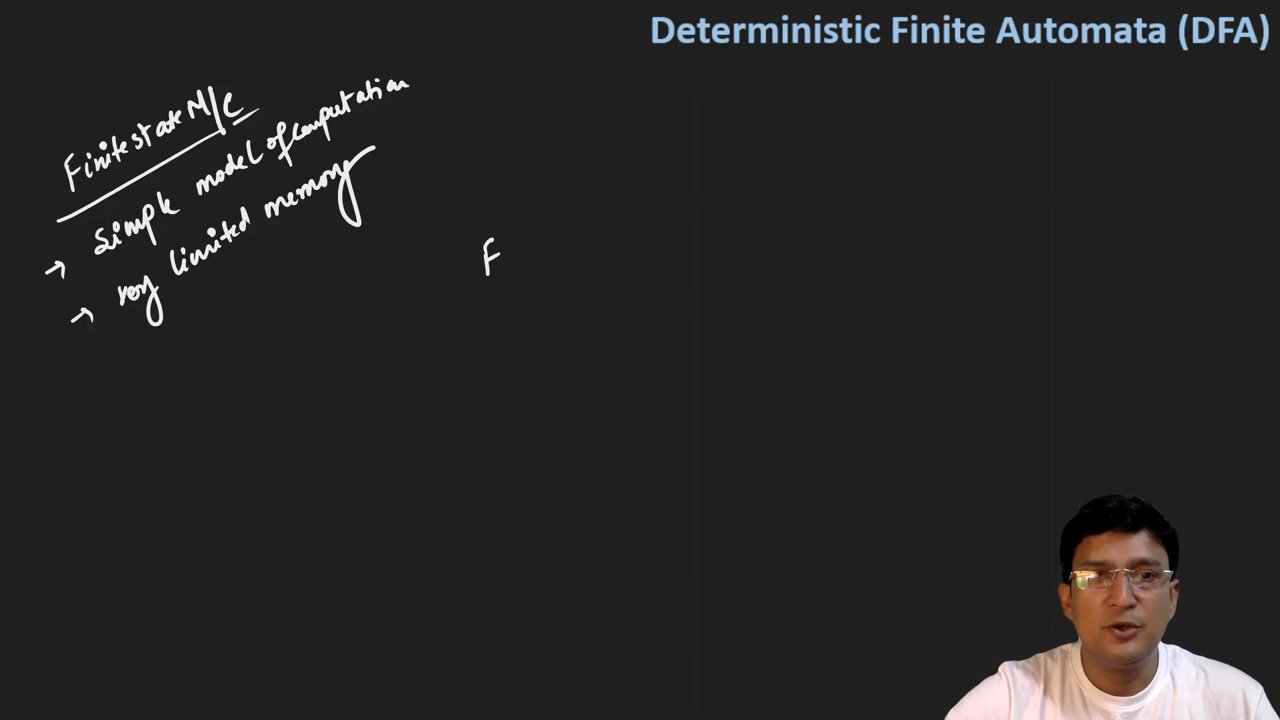 Deterministic Finite Automata (DFA)
Finite state M/C
→ Simple model of computation
→ very limited memory
F